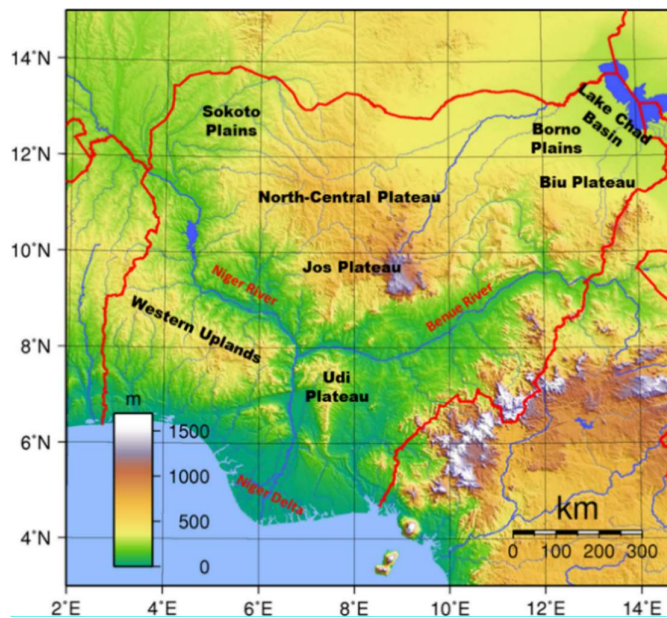 14°N
12°N
10°N
8°N
6°N
4°N
Sokoto
Plains
Lake Chad
Basin
Borno
Plains
Biu Plateau
North-Central Plateau
Jos Plateau
Niger River
Benue River
Western Uplands
Udi
Plateau
Niger Delta
m
1500
1000
500
0
km
0 100 200 300
2°E 4°E 6°E 8°E 10°E 12°E 14°E